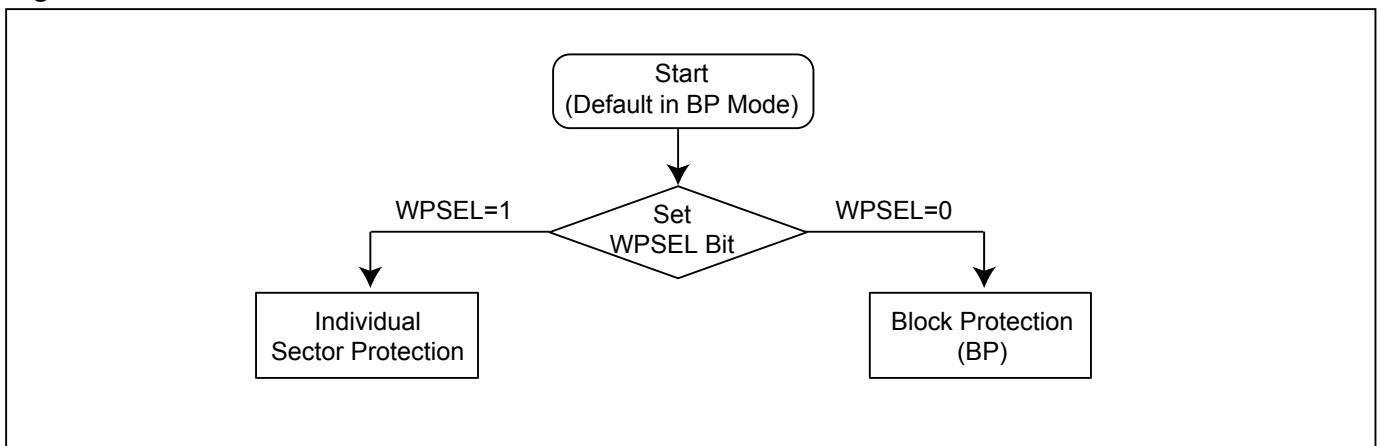 Start
(Default in BP Mode)
WPSEL=1
Set
WPSEL Bit
WPSEL=0
Individual
Sector Protection
Block Protection
(BP)